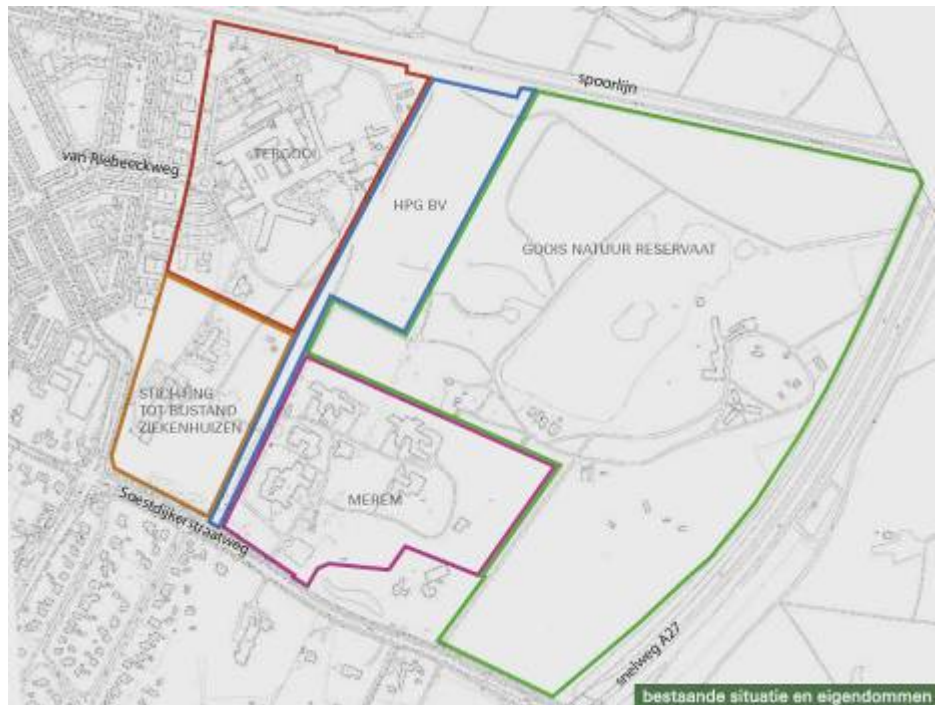 spoorlijn
van Riebeeckweg
TERGOOI
HPG BV
GOOIS NATUUR RESERVAAT
STICHTING
TOT BIJSTAND
ZIEKENHUIZEN
MEREM
Soestdijkerstraatweg
snelweg A27
bestaande situatie en eigendommen